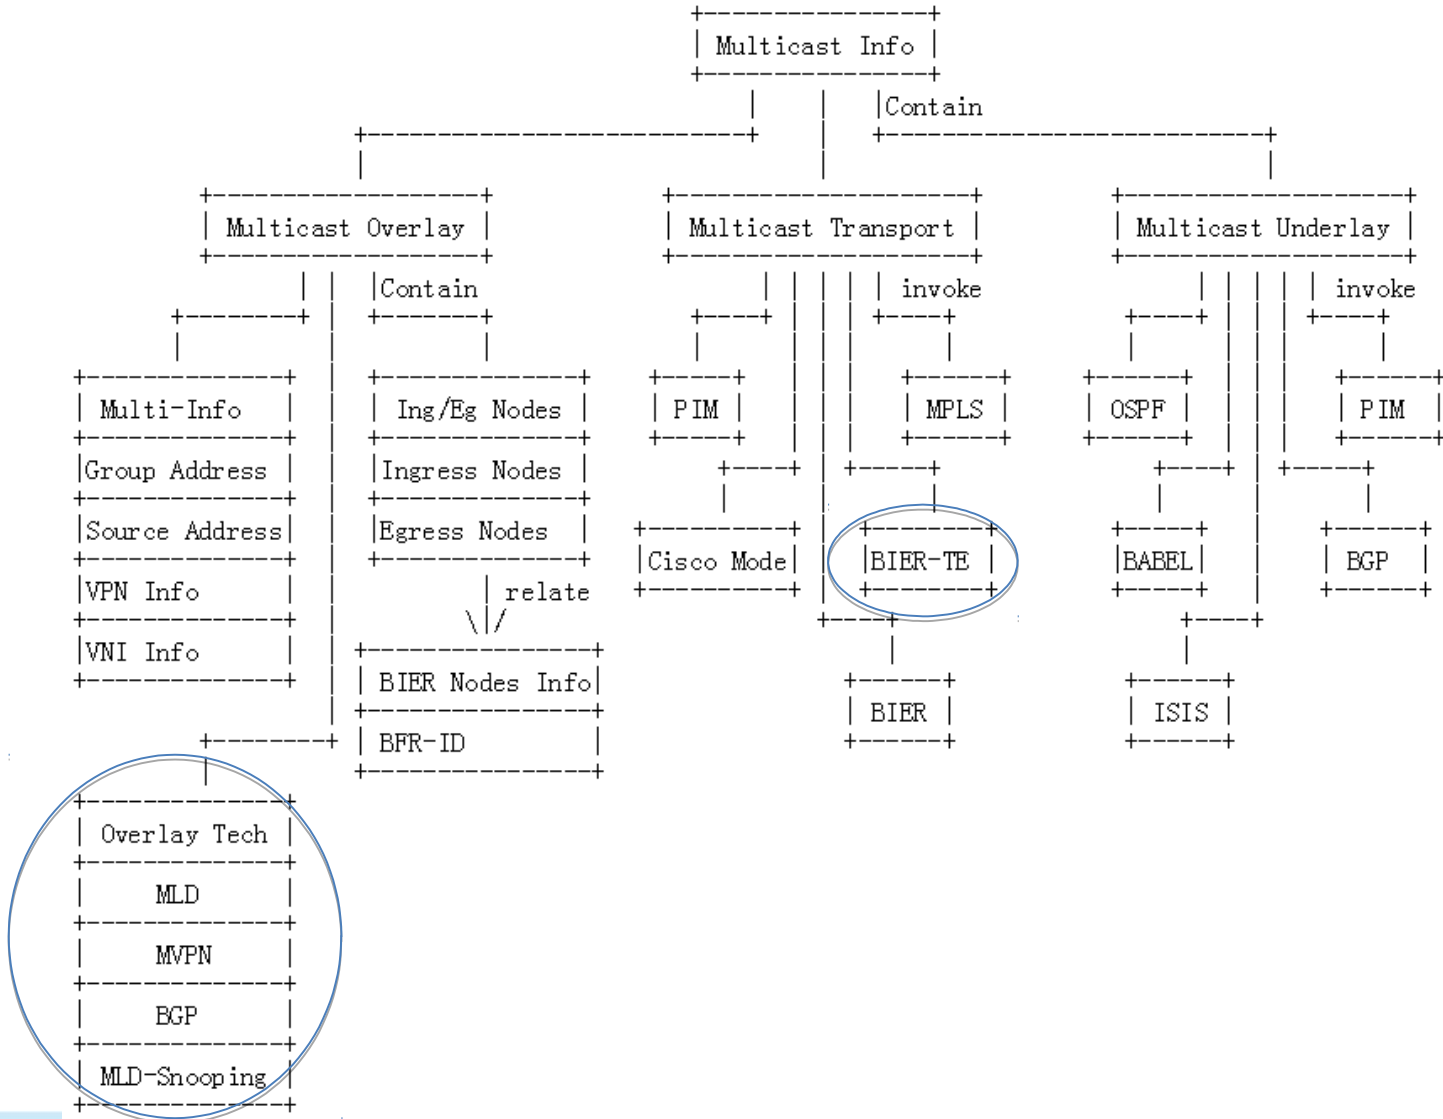 Multicast Info
Contain
Multicast Overlay
Multicast Transport
Multicast Underlay
Contain
invoke
invoke
Multi-Info
Ing/Eg Nodes
PIM
MPLS
OSPF
PIM
Group Address
Ingress Nodes
Source Address
Egress Nodes
Cisco Mode
BIER-TE
BABEL
BGP
VPN Info
relate
VNI Info
BIER Nodes Info
BIER
ISIS
BFR-ID
Overlay Tech
MLD
MVPN
BGP
MLD-Snooping